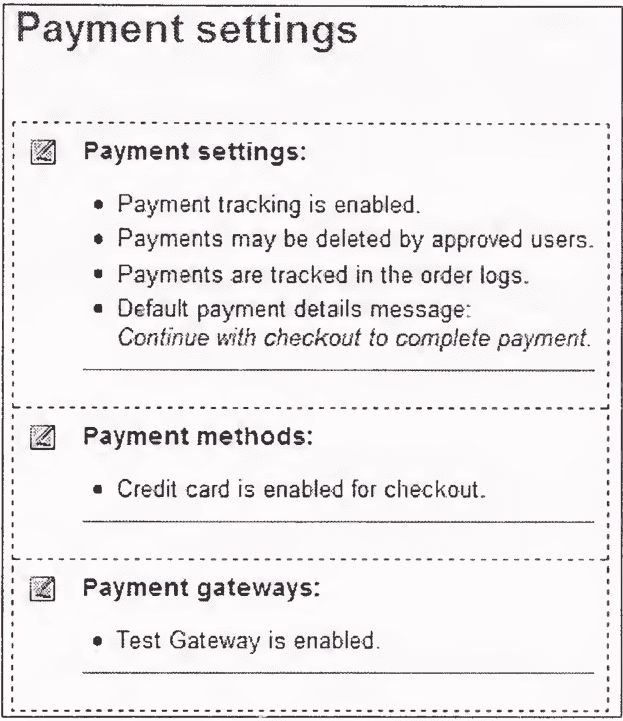 Payment settings
Payment settings:
• Payment tracking is enabled.
• Payments may be deleted by approved users.
• Payments are tracked in the order logs.
• Default payment details message:
Continue with checkout to complete payment.
Payment methods:
• Credit card is enabled for checkout.
Payment gateways:
• Test Gateway is enabled.